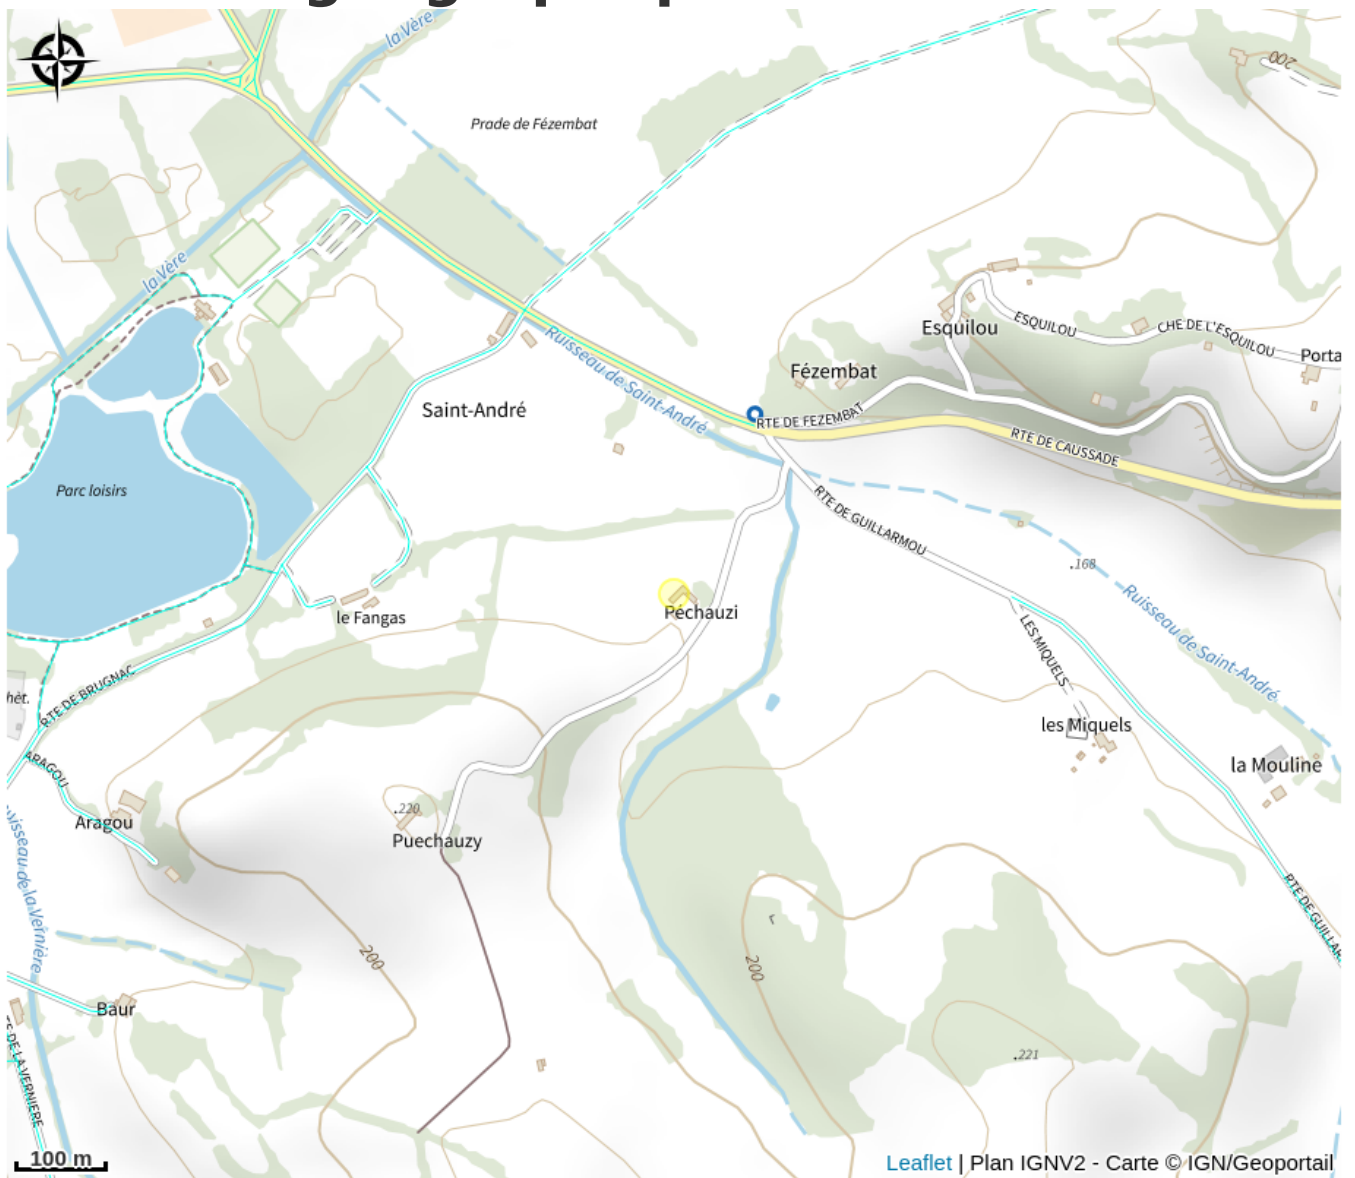 la Vère
200
Prade de Fézembat
la Vère
Esquilou
ESQUILOU
CHE DE L'ESQUILOU
Porta
Fézembat
Ruisseau de Saint-André
Saint-André
RTE DE FEZEMBAT
RTE DE CAUSSADE
Parc loisirs
RTE DE GUILLARMOU
.168
Ruisseau de Saint-André
le Fangas
Péchauzi
LES MIQUELS
RTE DE BRUGNAC
hèt.
les Miquels
la Mouline
ARAGOU
.220
Aragou
Puechauzy
uisseau de la Vernière
r
RTE DE GUILLAR
200
200
Baur
E DE LA VERNIERE
.221
100 m
Leaflet | Plan IGNV2 - Carte © IGN/Geoportail